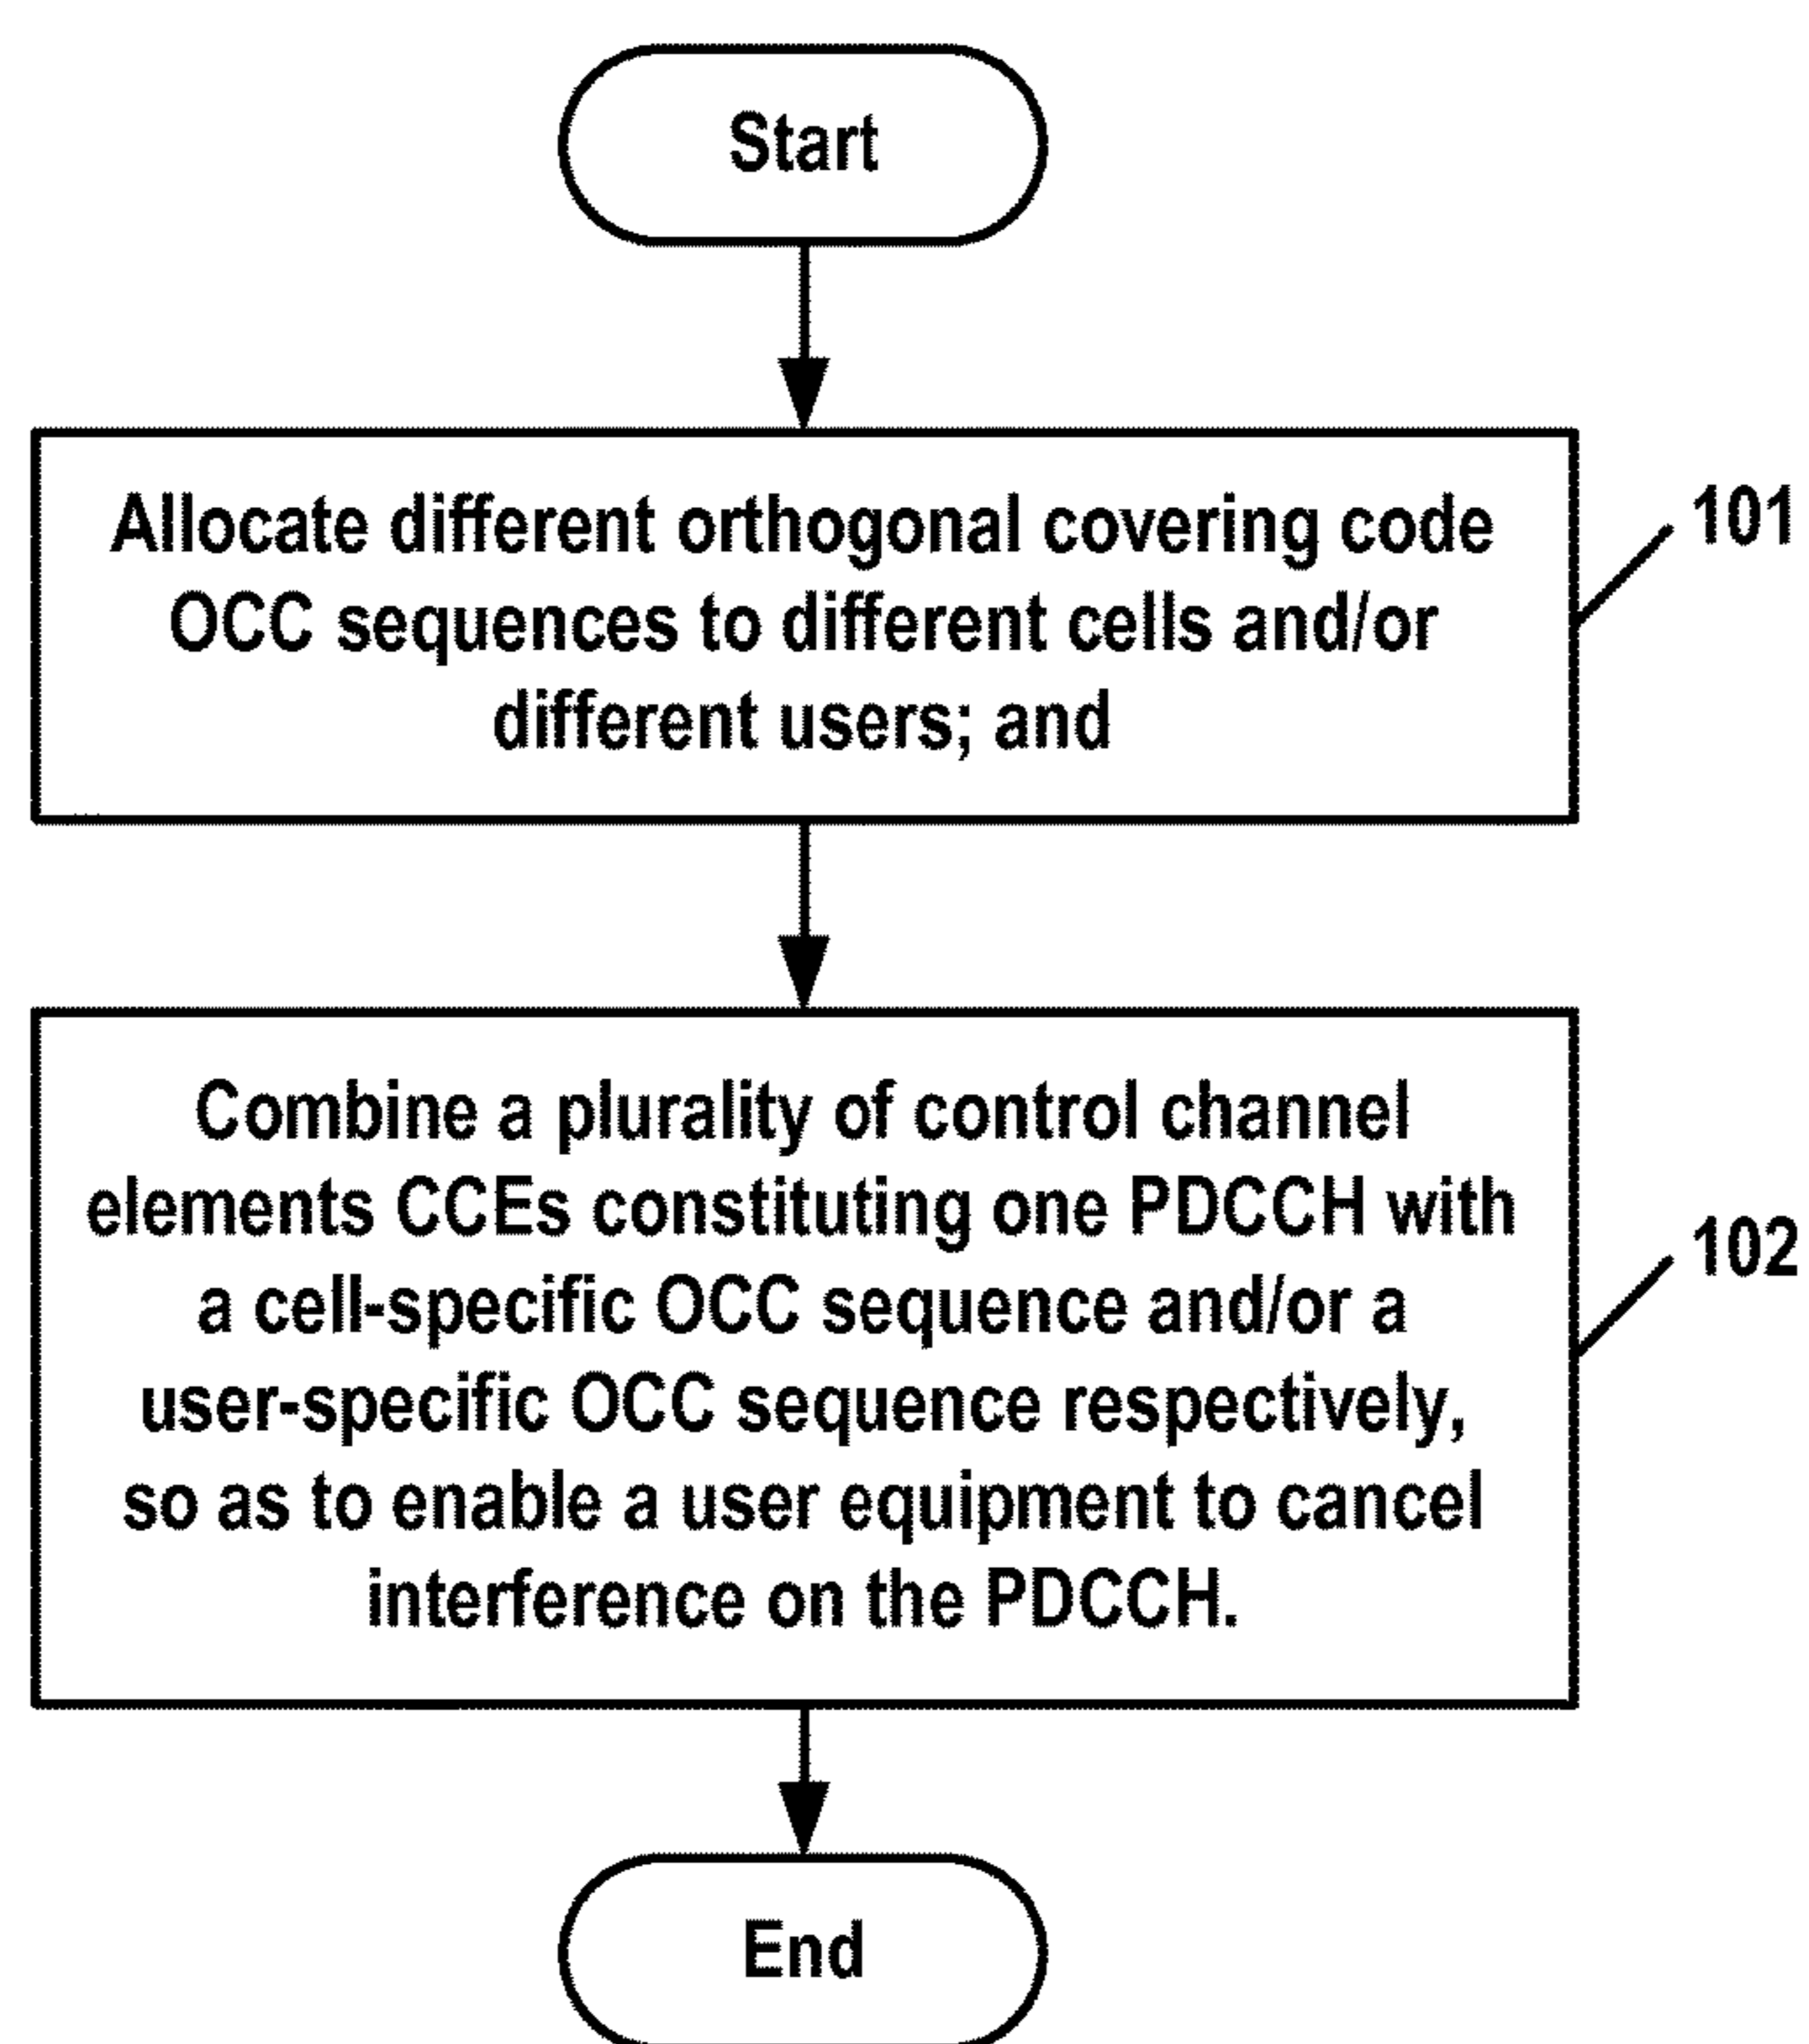 Start
Allocate different orthogonal covering code
OCC sequences to different cells and/or
different users; and
101
Combine a plurality of control channel
elements CCEs constituting one PDCCH with
a cell-specific OCC sequence and/or a
user-specific OCC sequence respectively,
so as to enable a user equipment to cancel
interference on the PDCCH.
102
End